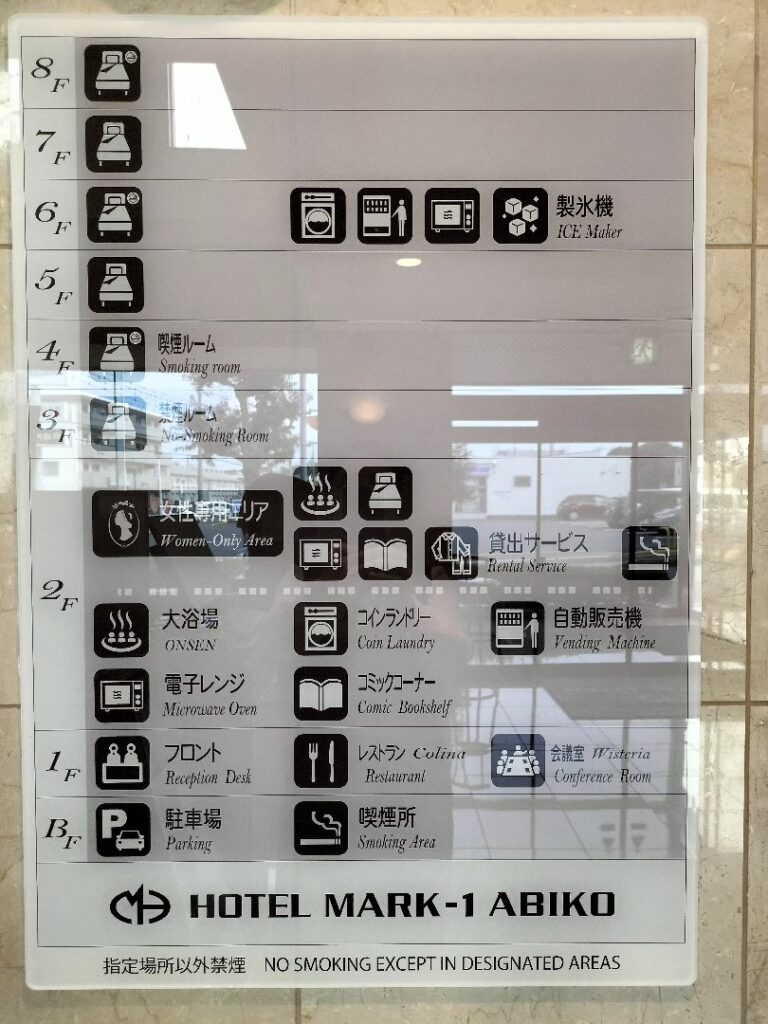 8F
7F
6F
製氷機
ICE Maker
5F
4F
喫煙ルーム
Smoking room
3F
禁煙ルーム
No-Smoking Room
2F
女性専用エリア
Women-Only Area
貸出サービス
Rental Service
大浴場
ONSEN
コインランドリー
Coin Laundry
自動販売機
Vending Machine
電子レンジ
Microwave Oven
コミックコーナー
Comic Bookshelf
1F
フロント
Reception Desk
レストラン Colina
Restaurant
会議室 Wisteria
Conference Room
BF
P
駐車場
Parking
喫煙所
Smoking Area
HOTEL MARK-1 ABIKO
指定場所以外禁煙 NO SMOKING EXCEPT IN DESIGNATED AREAS